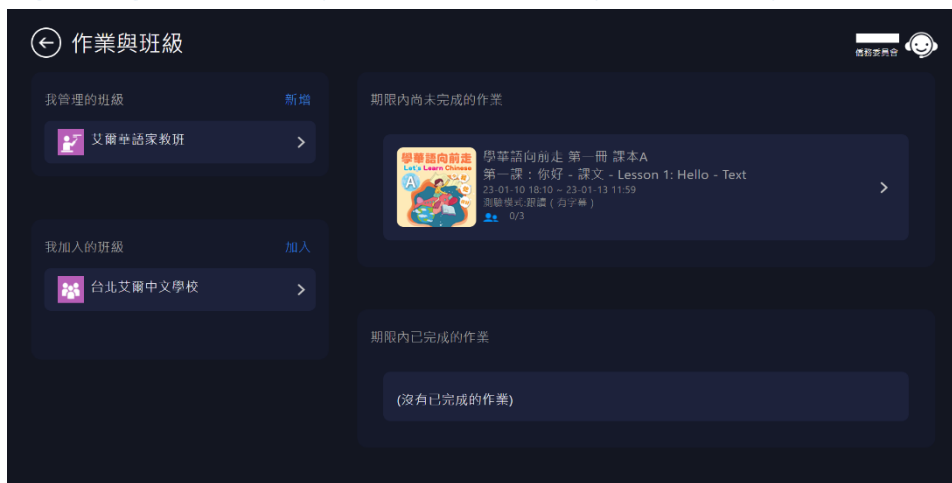 作業與班級
僑務委員會
我管理的班級
新增
艾爾華語家教班
我加入的班級
加入
台北艾爾中文學校
期限內尚未完成的作業
學華語向前走
Let's Learn Chinese
A
學華語向前走 第一冊 課本A
第一課：你好 - 課文 - Lesson 1: Hello - Text
23-01-10 18:10 ~ 23-01-13 11:59
測驗模式:跟讀 ( 有字幕 )
0/3
期限內已完成的作業
(沒有已完成的作業)